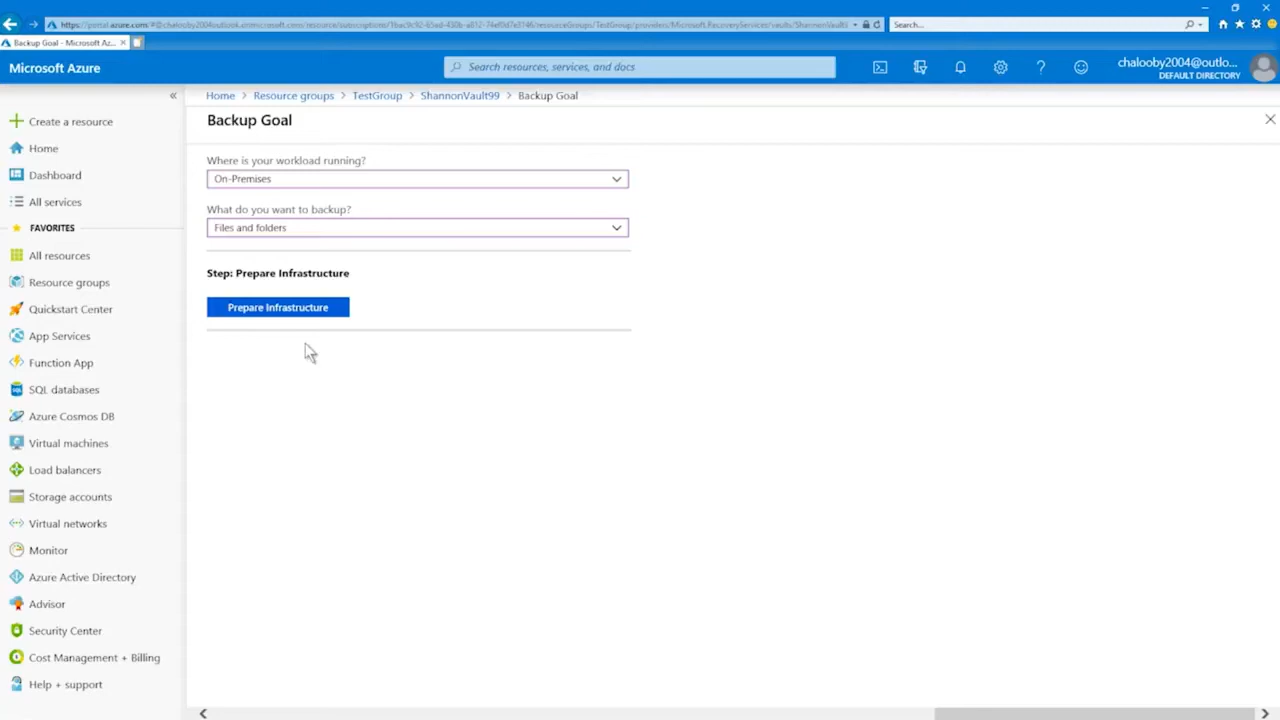 Backup Goal - Microsoft Az...
Search...
Microsoft Azure
Search resources, services, and docs
chalooby2004@outlo...
DEFAULT DIRECTORY
Home > Resource groups > TestGroup > ShannonVault99 > Backup Goal
Backup Goal
Where is your workload running?
On-Premises
What do you want to backup?
Files and folders
Step: Prepare Infrastructure
Prepare Infrastructure
Create a resource
Home
Dashboard
All services
FAVORITES
All resources
Resource groups
Quickstart Center
App Services
Function App
SQL databases
Azure Cosmos DB
Virtual machines
Load balancers
Storage accounts
Virtual networks
Monitor
Azure Active Directory
Advisor
Security Center
Cost Management + Billing
Help + support